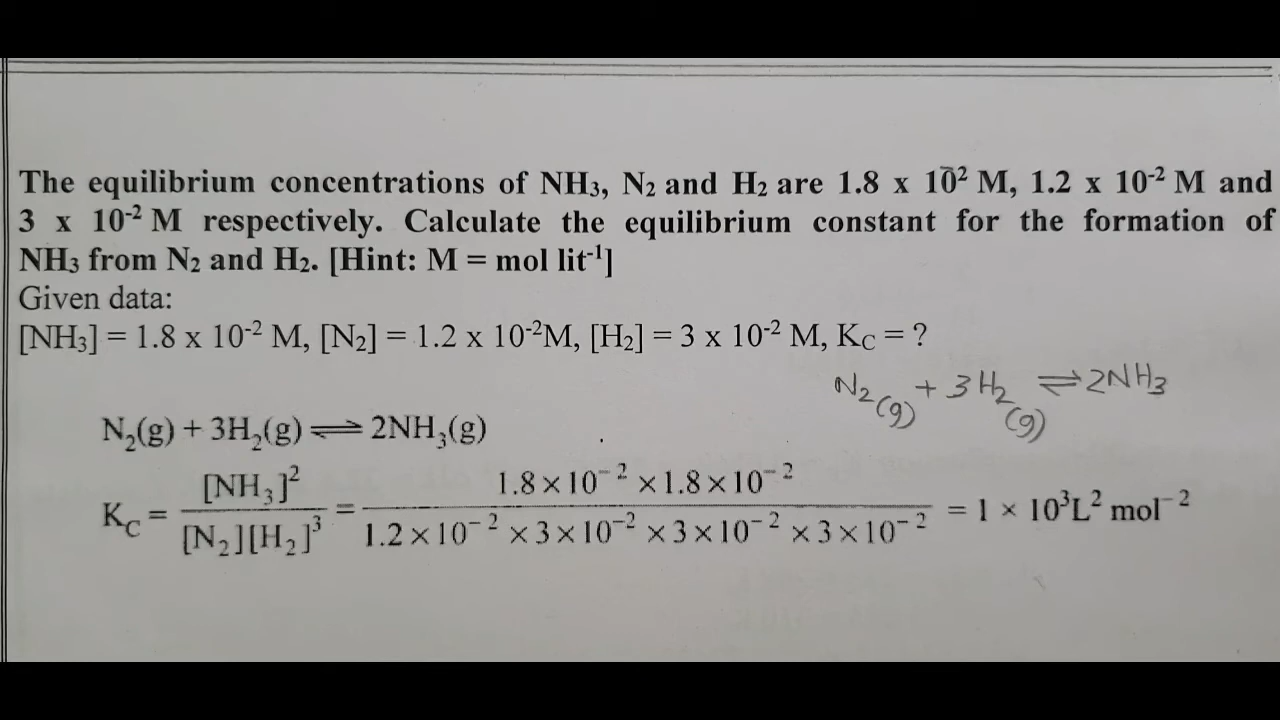 The equilibrium concentrations of NH₃, N₂ and H₂ are 1.8 x 10̄² M, 1.2 x 10⁻² M and
3 x 10⁻² M respectively. Calculate the equilibrium constant for the formation of
NH₃ from N₂ and H₂. [Hint: M = mol lit⁻¹]
Given data:
[NH₃] = 1.8 x 10⁻² M, [N₂] = 1.2 x 10⁻²M, [H₂] = 3 x 10⁻² M, K_C = ?
N₂(g) + 3H₂(g) ⇌ 2NH₃
N₂(g) + 3H₂(g) ⇌ 2NH₃(g)
K_C = [NH₃]² / [N₂][H₂]³ = 1.8 × 10⁻² × 1.8 × 10⁻² / 1.2 × 10⁻² × 3 × 10⁻² × 3 × 10⁻² × 3 × 10⁻² = 1 × 10³L² mol⁻²